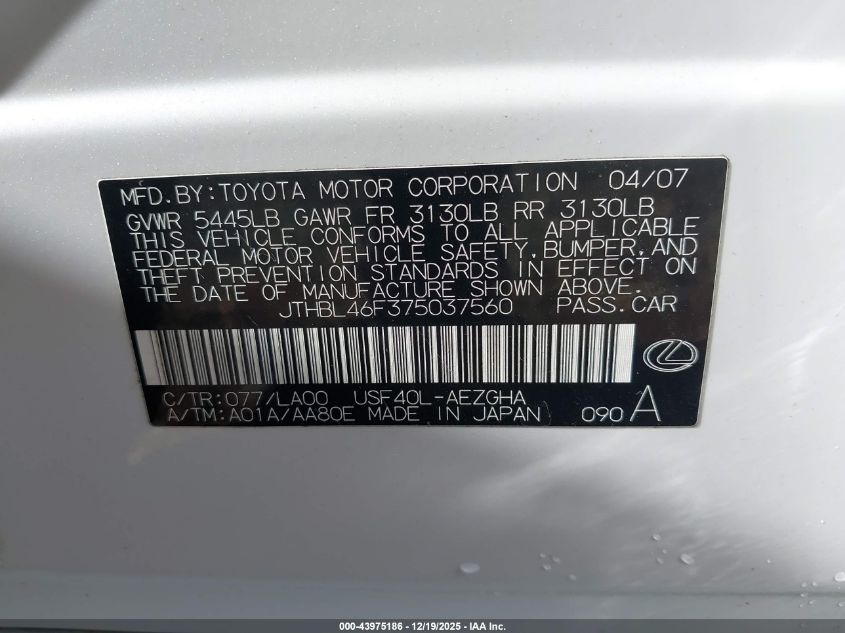 MFD.BY:TOYOTA MOTOR CORPORATION 04/07
GVWR 5445LB GAWR FR 3130LB RR 3130LB
THIS VEHICLE CONFORMS TO ALL APPLICABLE
FEDERAL MOTOR VEHICLE SAFETY,BUMPER,AND
THEFT PREVENTION STANDARDS IN EFFECT ON
THE DATE OF MANUFACTURE SHOWN ABOVE.
JTHBL46F375037560 PASS.CAR
C/TR:077/LA00 USF40L-AEZGHA
A/TM:A01A/AA80E MADE IN JAPAN 090 A
000-43975186 - 12/19/2025 - IAA Inc.